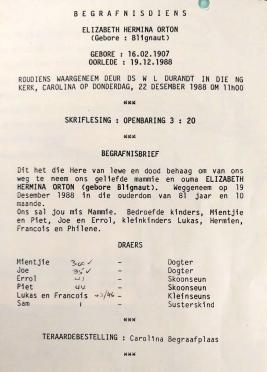 BEGRAFNISDIENS
ELIZABETH HERMINA ORTON
(Gebore : Blignaut)
GEBORE : 16.02.1907
OORLEDE : 19.12.1988
ROUDIENS WAARGENEEM DEUR DS W L DURANDT IN DIE NG
KERK, CAROLINA OP DONDERDAG, 22 DESEMBER 1988 OM 11h00
***
SKRIFLESING : OPENBARING 3 : 20
***
BEGRAFNISBRIEF
Dit het die Here van lewe en dood behaag om van ons
weg te neem ons geliefde mammie en ouma ELIZABETH
HERMINA ORTON (gebore Blignaut). Weggeneem op 19
Desember 1988 in die ouderdom van 81 jaar en 10
maande.
Ons sal jou mis Mammie. Bedroefde kinders, Mientjie
en Piet, Joe en Errol, kleinkinders Lukas, Hermien,
Francois en Philene.
DRAERS
Mientjie - Dogter
Joe - Dogter
Errol - Skoonseun
Piet - Skoonseun
Lukas en Francois - Kleinseuns
Sam - Susterskind
TERAARDEBESTELLING : Carolina Begraafplaas
***